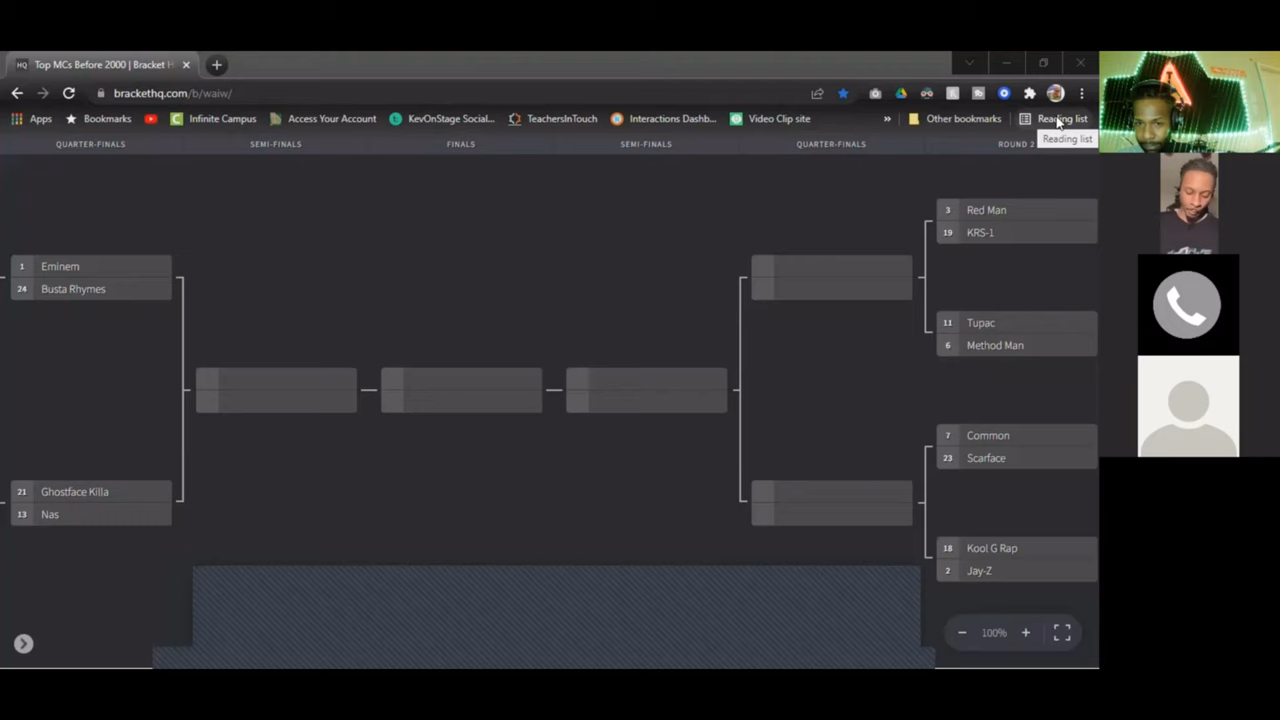 HQ Top MCs Before 2000 | Bracket H
brackethq.com/b/waiw/
Apps Bookmarks Infinite Campus Access Your Account KevOnStage Social... TeachersInTouch Interactions Dashb... Video Clip site » Other bookmarks Reading list
Reading list
QUARTER-FINALS SEMI-FINALS FINALS SEMI-FINALS QUARTER-FINALS ROUND 2
3 Red Man
19 KRS-1
1 Eminem
24 Busta Rhymes
11 Tupac
6 Method Man
7 Common
23 Scarface
21 Ghostface Killa
13 Nas
18 Kool G Rap
2 Jay-Z
100%